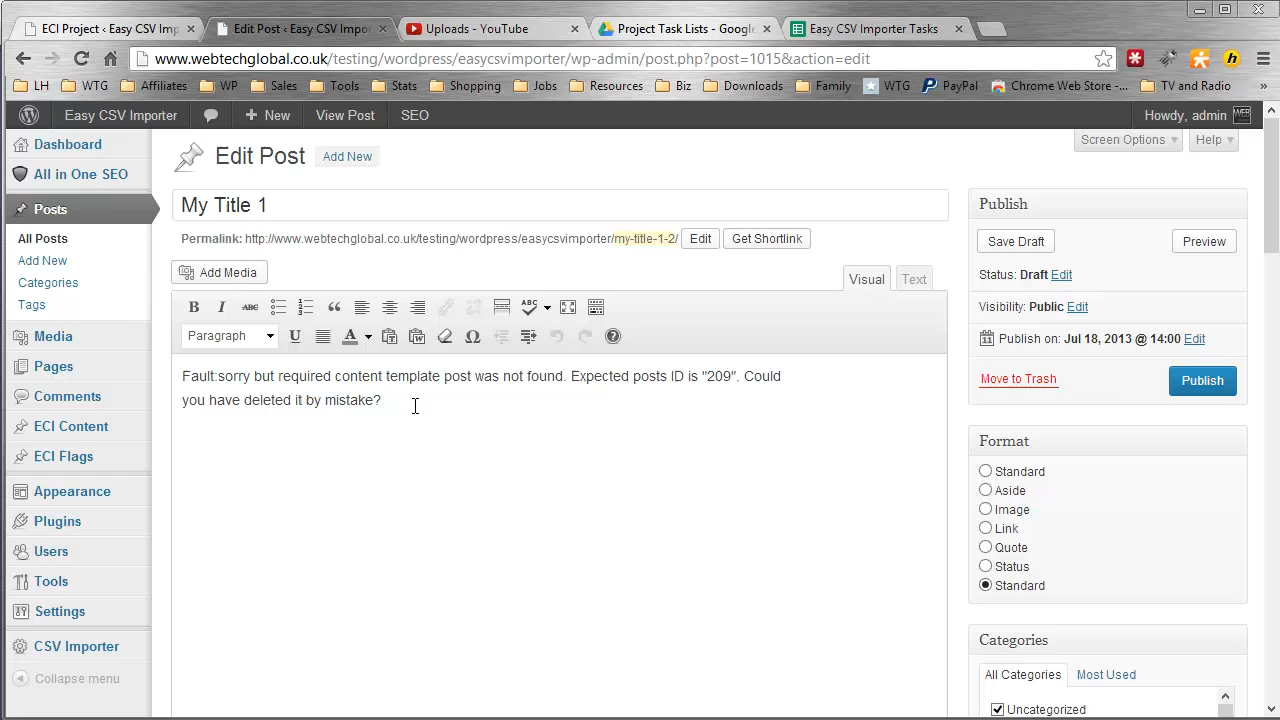 ECI Project ‹ Easy CSV Imp
Edit Post ‹ Easy CSV Impo
Uploads - YouTube
Project Task Lists - Google
Easy CSV Importer Tasks
www.webtechglobal.co.uk/testing/wordpress/easycsvimporter/wp-admin/post.php?post=1015&action=edit
LH
WTG
Affiliates
WP
Sales
Tools
Stats
Shopping
Jobs
Resources
Biz
Downloads
Family
WTG
PayPal
Chrome Web Store -...
TV and Radio
»
Easy CSV Importer
+ New
View Post
SEO
Howdy, admin
Dashboard
All in One SEO
Posts
All Posts
Add New
Categories
Tags
Media
Pages
Comments
ECI Content
ECI Flags
Appearance
Plugins
Users
Tools
Settings
CSV Importer
Collapse menu
Screen Options
Help
Edit Post
Add New
My Title 1
Permalink: http://www.webtechglobal.co.uk/testing/wordpress/easycsvimporter/my-title-1-2/
Edit
Get Shortlink
Add Media
Visual
Text
B
I
ABC
ABC
Paragraph
U
A
Ω
Fault:sorry but required content template post was not found. Expected posts ID is "209". Could
you have deleted it by mistake?
Publish
Save Draft
Preview
Status: Draft Edit
Visibility: Public Edit
Publish on: Jul 18, 2013 @ 14:00 Edit
Move to Trash
Publish
Format
Standard
Aside
Image
Link
Quote
Status
Standard
Categories
All Categories
Most Used
Uncategorized